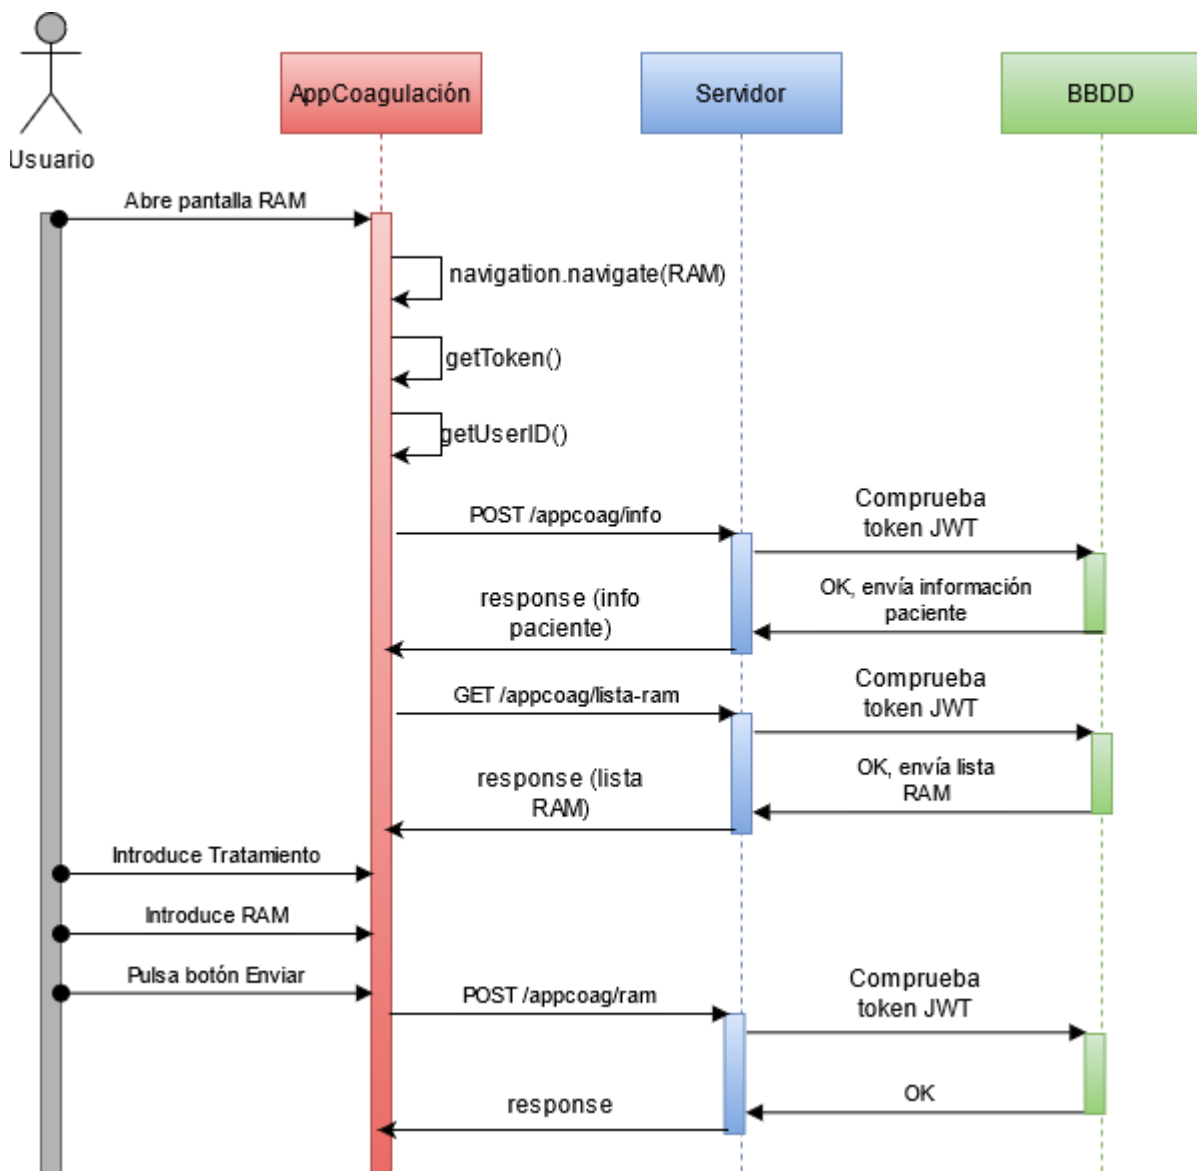 Usuario
AppCoagulación
Servidor
BBDD
Abre pantalla RAM
navigation.navigate(RAM)
getToken()
getUserID()
POST /appcoag/info
Comprueba
token JWT
OK, envía información
paciente
response (info
paciente)
GET /appcoag/lista-ram
Comprueba
token JWT
OK, envía lista
RAM
response (lista
RAM)
Introduce Tratamiento
Introduce RAM
Pulsa botón Enviar
POST /appcoag/ram
Comprueba
token JWT
OK
response